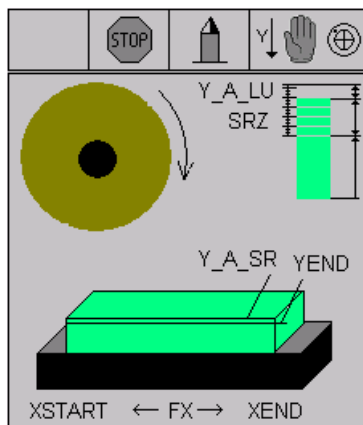 STOP Y
Y_A_LU
SRZ
Y_A_SR
YEND
XSTART ← FX → XEND